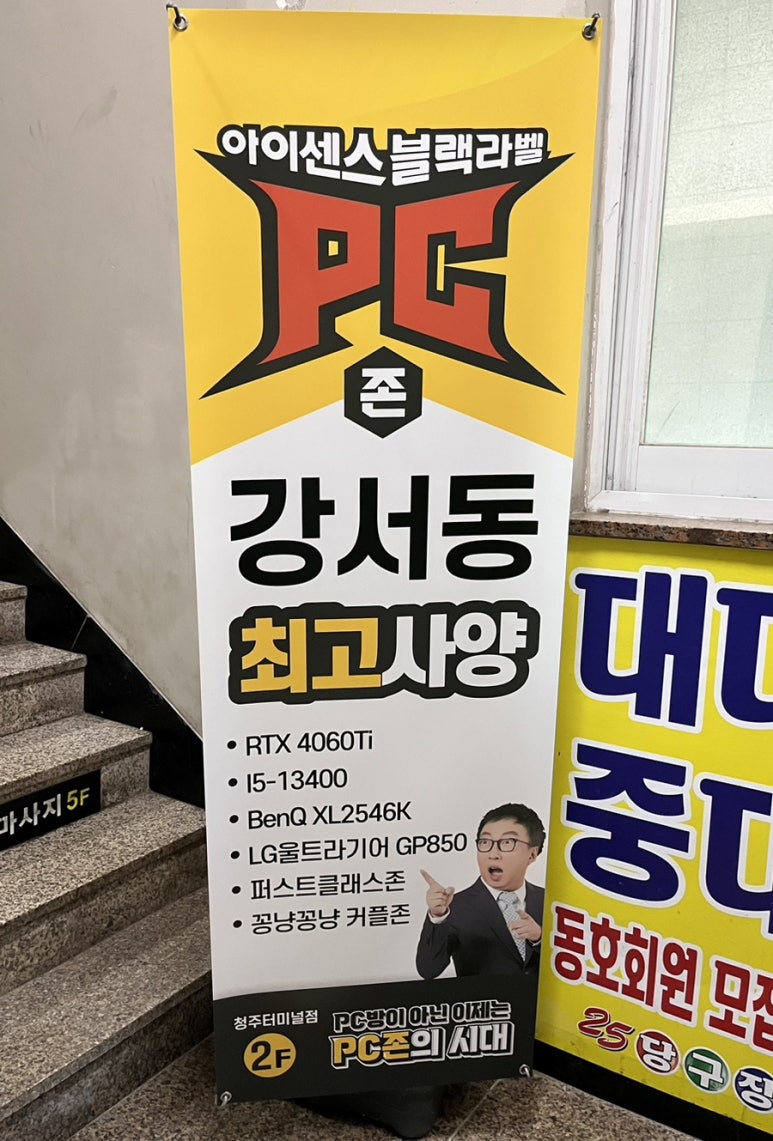 아이센스블랙라벨
PC
존
강서동
최고사양
• RTX 4060Ti
• I5-13400
• BenQ XL2546K
• LG울트라기어 GP850
• 퍼스트클래스존
• 꽁냥꽁냥 커플존
청주터미널점
2F
PC방이 아닌 이제는
PC존의 시대
마사지 5F
대
중
동호회원 모집
25 당구장